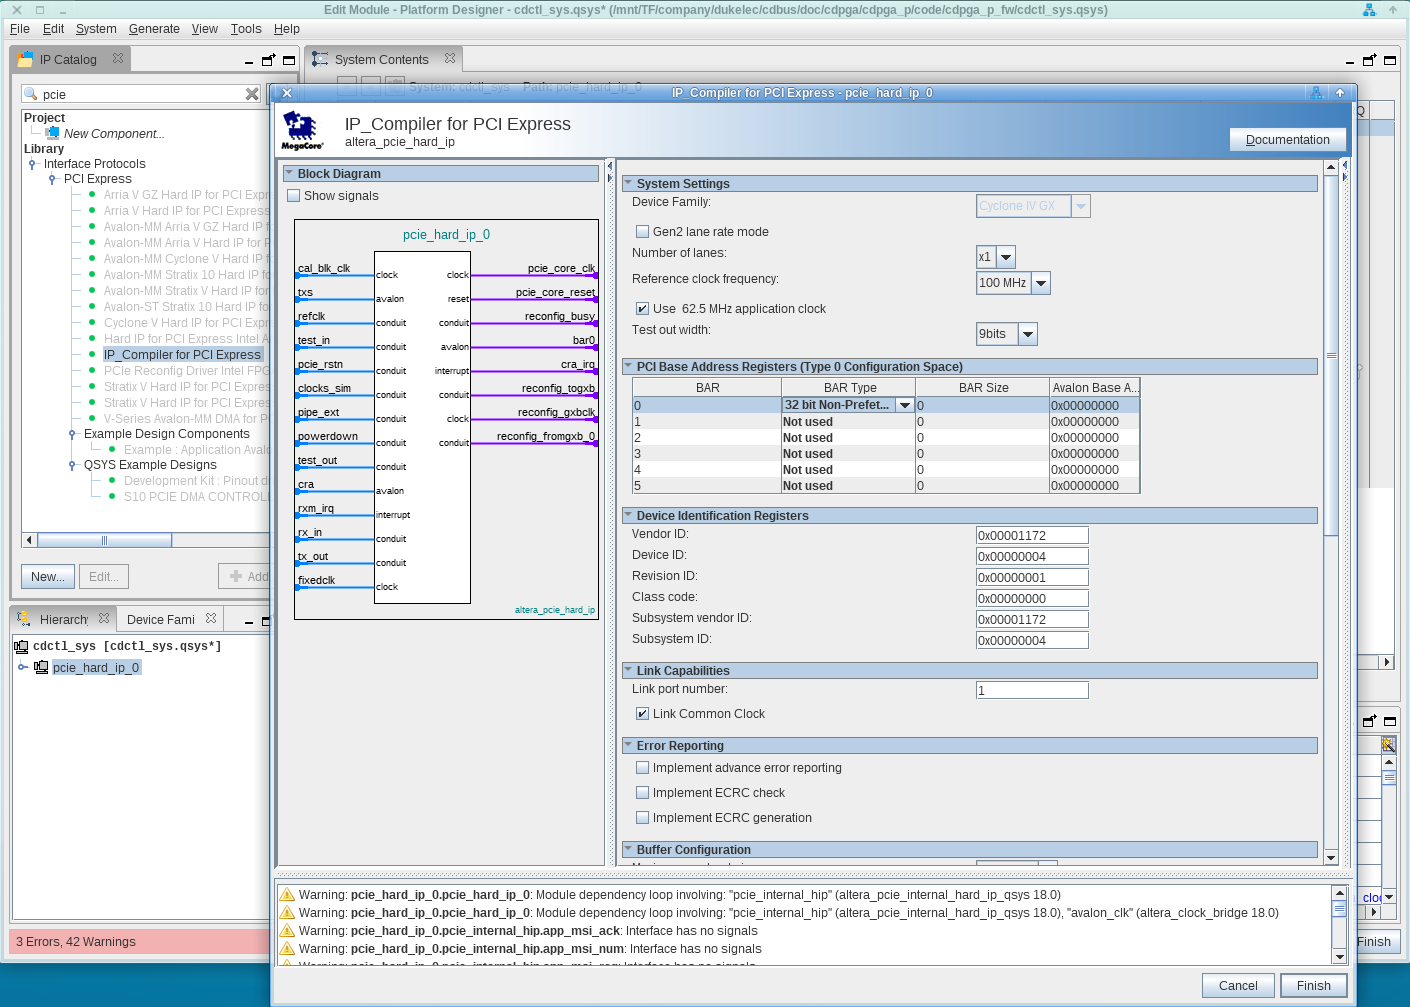 Edit Module - Platform Designer - cdctl_sys.qsys* (/mnt/TF/company/dukelec/cdbus/doc/cdpga/cdpga_p/code/cdpga_p_fw/cdctl_sys.qsys)
File Edit System Generate View Tools Help
IP Catalog
System Contents
System: cdctl_sys Path: pcie_hard_ip_0
pcie
Project
New Component...
Library
Interface Protocols
PCI Express
Arria V GZ Hard IP for PCI Expr
Arria V Hard IP for PCI Express
Avalon-MM Arria V GZ Hard IP f
Avalon-MM Arria V Hard IP for P
Avalon-MM Cyclone V Hard IP fo
Avalon-MM Stratix 10 Hard IP fo
Avalon-MM Stratix V Hard IP for
Avalon-ST Stratix 10 Hard IP for
Cyclone V Hard IP for PCI Expr
Hard IP for PCI Express Intel A
IP_Compiler for PCI Express
PCIe Reconfig Driver Intel FPG
Stratix V Hard IP for PCI Expres
Stratix V Hard IP for PCI Expres
V-Series Avalon-MM DMA for P
Example Design Components
Example : Application Avalo
QSYS Example Designs
Development Kit : Pinout d
S10 PCIE DMA CONTROL
New... Edit... Add
Hierarchy Device Fami
cdctl_sys [cdctl_sys.qsys*]
pcie_hard_ip_0
3 Errors, 42 Warnings
IP_Compiler for PCI Express - pcie_hard_ip_0
MegaCore
IP_Compiler for PCI Express
altera_pcie_hard_ip
Documentation
Block Diagram
Show signals
pcie_hard_ip_0
cal_blk_clk clock clock pcie_core_clk
txs avalon reset pcie_core_reset
refclk conduit conduit reconfig_busy
test_in conduit avalon bar0
pcie_rstn conduit interrupt cra_irq
clocks_sim conduit conduit reconfig_togxb
pipe_ext conduit clock reconfig_gxbclk
powerdown conduit conduit reconfig_fromgxb_0
test_out conduit
cra avalon
rxm_irq interrupt
rx_in conduit
tx_out conduit
fixedclk clock
altera_pcie_hard_ip
System Settings
Device Family: Cyclone IV GX
Gen2 lane rate mode
Number of lanes: x1
Reference clock frequency: 100 MHz
Use 62.5 MHz application clock
Test out width: 9bits
PCI Base Address Registers (Type 0 Configuration Space)
BAR BAR Type BAR Size Avalon Base A...
0 32 bit Non-Prefet... 0 0x00000000
1 Not used 0 0x00000000
2 Not used 0 0x00000000
3 Not used 0 0x00000000
4 Not used 0 0x00000000
5 Not used 0 0x00000000
Device Identification Registers
Vendor ID: 0x00001172
Device ID: 0x00000004
Revision ID: 0x00000001
Class code: 0x00000000
Subsystem vendor ID: 0x00001172
Subsystem ID: 0x00000004
Link Capabilities
Link port number: 1
Link Common Clock
Error Reporting
Implement advance error reporting
Implement ECRC check
Implement ECRC generation
Buffer Configuration
Warning: pcie_hard_ip_0.pcie_hard_ip_0: Module dependency loop involving: "pcie_internal_hip" (altera_pcie_internal_hard_ip_qsys 18.0)
Warning: pcie_hard_ip_0.pcie_hard_ip_0: Module dependency loop involving: "pcie_internal_hip" (altera_pcie_internal_hard_ip_qsys 18.0), "avalon_clk" (altera_clock_bridge 18.0)
Warning: pcie_hard_ip_0.pcie_internal_hip.app_msi_ack: Interface has no signals
Warning: pcie_hard_ip_0.pcie_internal_hip.app_msi_num: Interface has no signals
Cancel Finish
Finish